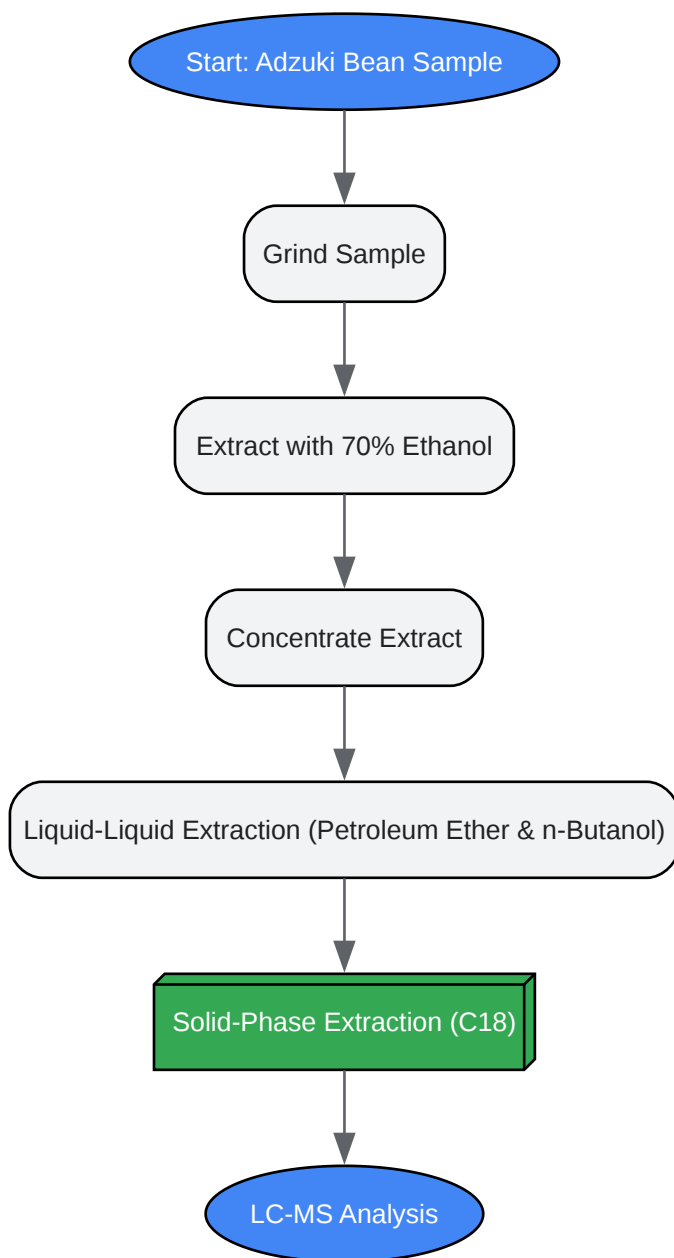 Start: Adzuki Bean Sample
Grind Sample
Extract with 70% Ethanol
Concentrate Extract
Liquid-Liquid Extraction (Petroleum Ether & n-Butanol)
Solid-Phase Extraction (C18)
LC-MS Analysis